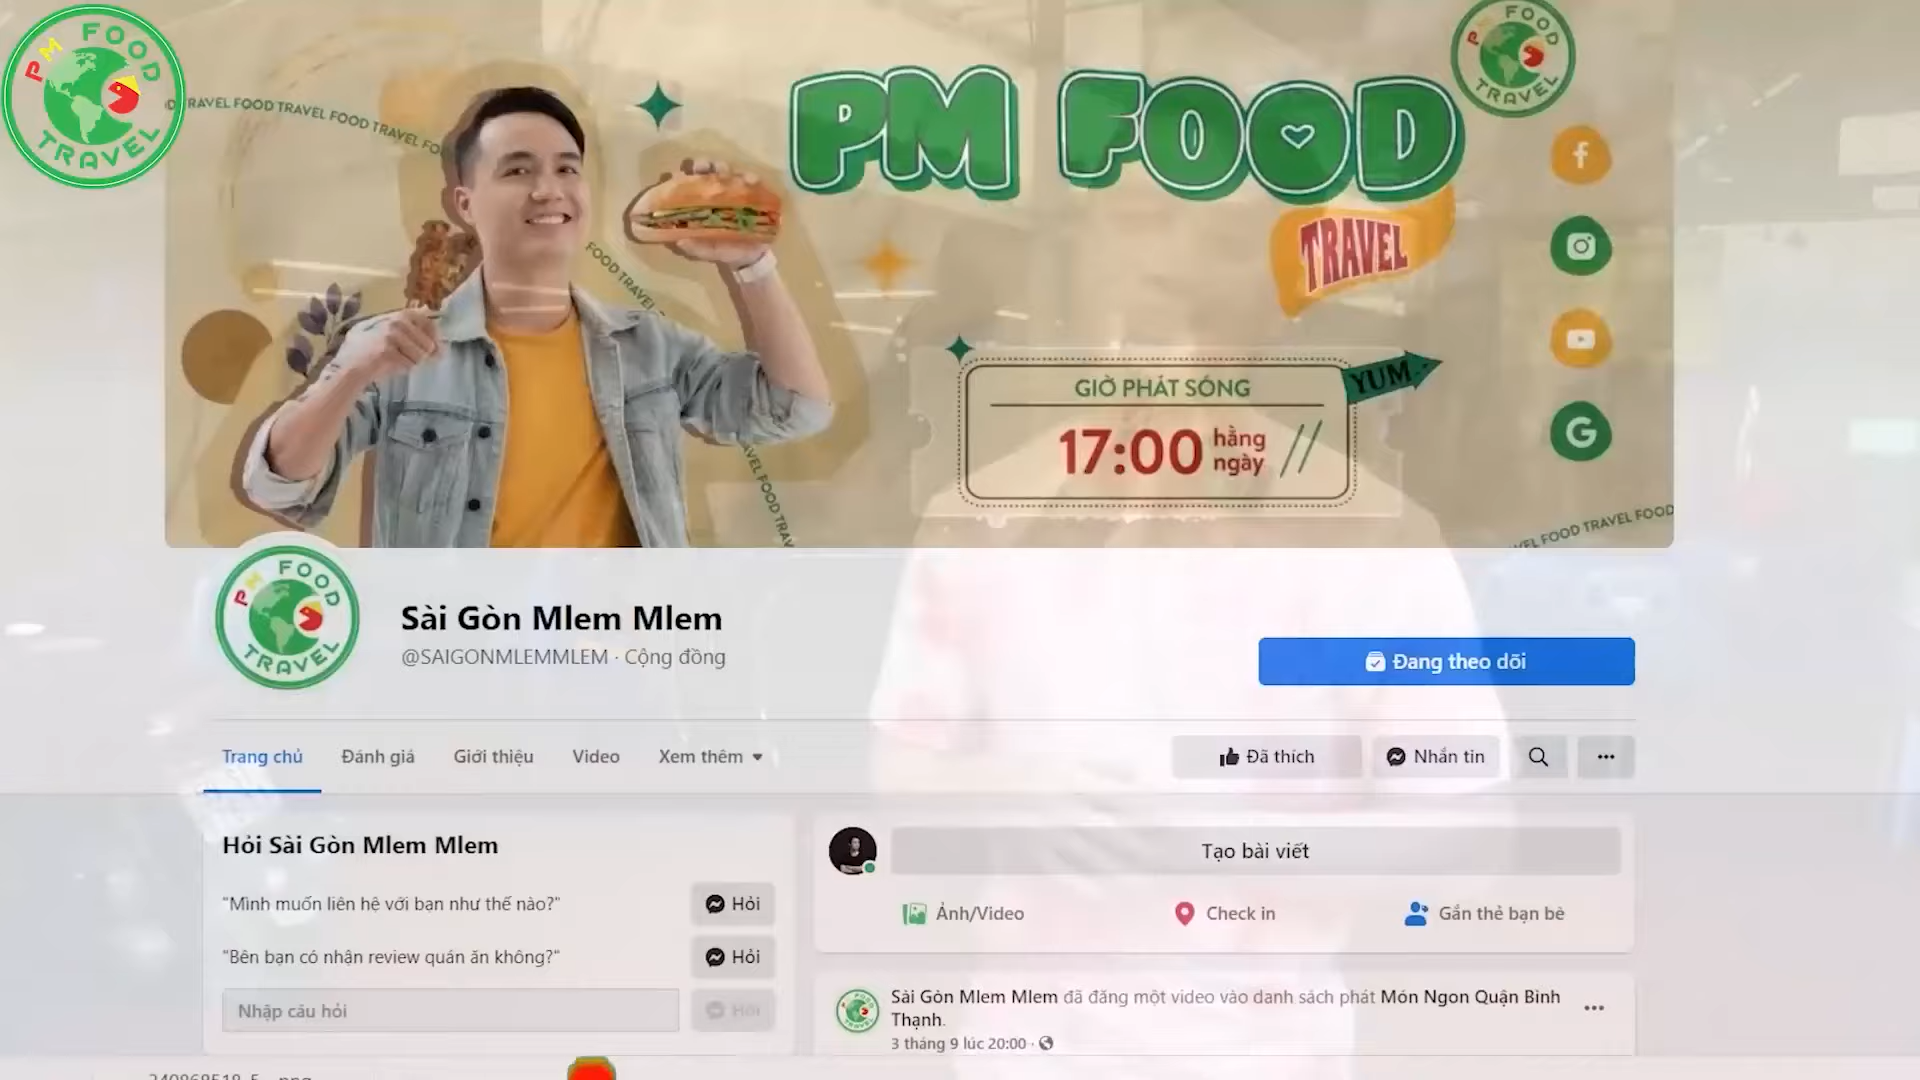 PM FOOD TRAVEL
RAVEL FOOD TRAVEL FOOD TRAVEL FO
PM FOOD
TRAVEL
PM FOOD TRAVEL
FOOD TRAVEL
GIỜ PHÁT SÓNG
17:00 hằng ngày
YUM
AVEL FOOD TRAV
VEL FOOD TRAVEL FOOD
PM FOOD TRAVEL
Sài Gòn Mlem Mlem
@SAIGONMLEMMLEM · Cộng đồng
Đang theo dõi
Trang chủ
Đánh giá
Giới thiệu
Video
Xem thêm
Đã thích
Nhắn tin
Hỏi Sài Gòn Mlem Mlem
"Mình muốn liên hệ với bạn như thế nào?"
Hỏi
"Bên bạn có nhận review quán ăn không?"
Hỏi
Nhập câu hỏi
Hỏi
Tạo bài viết
Ảnh/Video
Check in
Gắn thẻ bạn bè
Sài Gòn Mlem Mlem đã đăng một video vào danh sách phát Món Ngon Quận Bình
Thạnh.
3 tháng 9 lúc 20:00